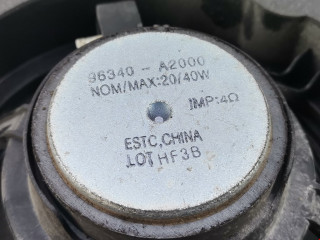 96340 - A2000
NOM/MAX:20/40W
IMP:4Ω
ESTC,CHINA
LOT HF3B